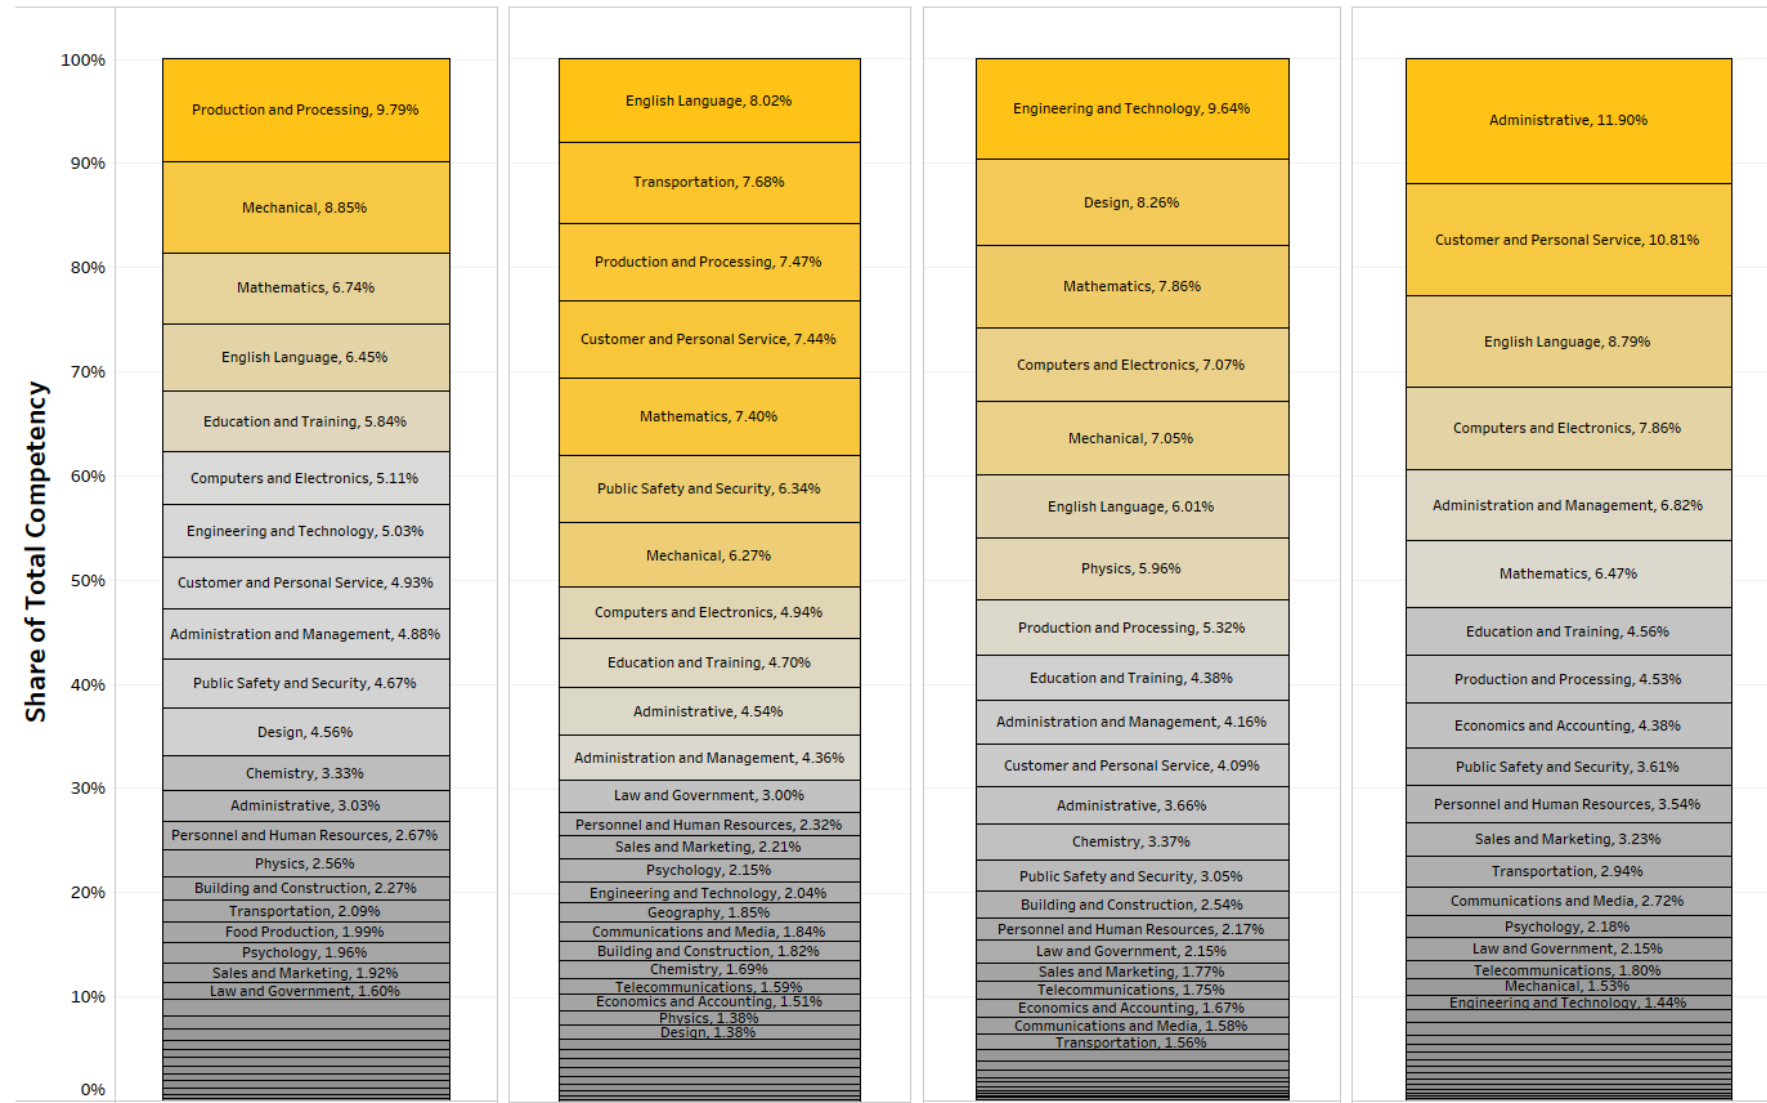 Share of Total Competency
100%
90%
80%
70%
60%
50%
40%
30%
20%
10%
0%
Production and Processing, 9.79%
Mechanical, 8.85%
Mathematics, 6.74%
English Language, 6.45%
Education and Training, 5.84%
Computers and Electronics, 5.11%
Engineering and Technology, 5.03%
Customer and Personal Service, 4.93%
Administration and Management, 4.88%
Public Safety and Security, 4.67%
Design, 4.56%
Chemistry, 3.33%
Administrative, 3.03%
Personnel and Human Resources, 2.67%
Physics, 2.56%
Building and Construction, 2.27%
Transportation, 2.09%
Food Production, 1.99%
Psychology, 1.96%
Sales and Marketing, 1.92%
Law and Government, 1.60%
English Language, 8.02%
Transportation, 7.68%
Production and Processing, 7.47%
Customer and Personal Service, 7.44%
Mathematics, 7.40%
Public Safety and Security, 6.34%
Mechanical, 6.27%
Computers and Electronics, 4.94%
Education and Training, 4.70%
Administrative, 4.54%
Administration and Management, 4.36%
Law and Government, 3.00%
Personnel and Human Resources, 2.32%
Sales and Marketing, 2.21%
Psychology, 2.15%
Engineering and Technology, 2.04%
Geography, 1.85%
Communications and Media, 1.84%
Building and Construction, 1.82%
Chemistry, 1.69%
Telecommunications, 1.59%
Economics and Accounting, 1.51%
Physics, 1.38%
Design, 1.38%
Engineering and Technology, 9.64%
Design, 8.26%
Mathematics, 7.86%
Computers and Electronics, 7.07%
Mechanical, 7.05%
English Language, 6.01%
Physics, 5.96%
Production and Processing, 5.32%
Education and Training, 4.38%
Administration and Management, 4.16%
Customer and Personal Service, 4.09%
Administrative, 3.66%
Chemistry, 3.37%
Public Safety and Security, 3.05%
Building and Construction, 2.54%
Personnel and Human Resources, 2.17%
Law and Government, 2.15%
Sales and Marketing, 1.77%
Telecommunications, 1.75%
Economics and Accounting, 1.67%
Communications and Media, 1.58%
Transportation, 1.56%
Administrative, 11.90%
Customer and Personal Service, 10.81%
English Language, 8.79%
Computers and Electronics, 7.86%
Administration and Management, 6.82%
Mathematics, 6.47%
Education and Training, 4.56%
Production and Processing, 4.53%
Economics and Accounting, 4.38%
Public Safety and Security, 3.61%
Personnel and Human Resources, 3.54%
Sales and Marketing, 3.23%
Transportation, 2.94%
Communications and Media, 2.72%
Psychology, 2.18%
Law and Government, 2.15%
Telecommunications, 1.80%
Mechanical, 1.53%
Engineering and Technology, 1.44%